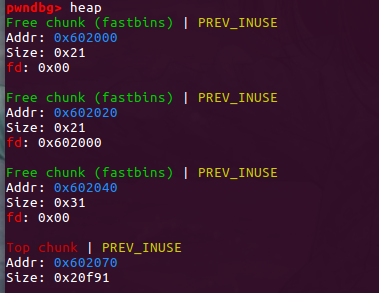 pwndbg> heap
Free chunk (fastbins) | PREV_INUSE
Addr: 0x602000
Size: 0x21
fd: 0x00
Free chunk (fastbins) | PREV_INUSE
Addr: 0x602020
Size: 0x21
fd: 0x602000
Free chunk (fastbins) | PREV_INUSE
Addr: 0x602040
Size: 0x31
fd: 0x00
Top chunk | PREV_INUSE
Addr: 0x602070
Size: 0x20f91